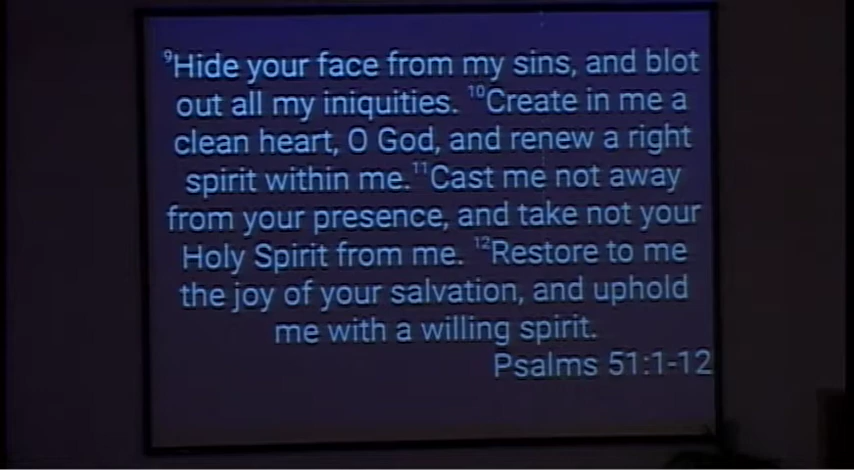 ⁹Hide your face from my sins, and blot
out all my iniquities. ¹⁰Create in me a
clean heart, O God, and renew a right
spirit within me.¹¹Cast me not away
from your presence, and take not your
Holy Spirit from me. ¹²Restore to me
the joy of your salvation, and uphold
me with a willing spirit.
Psalms 51:1-12